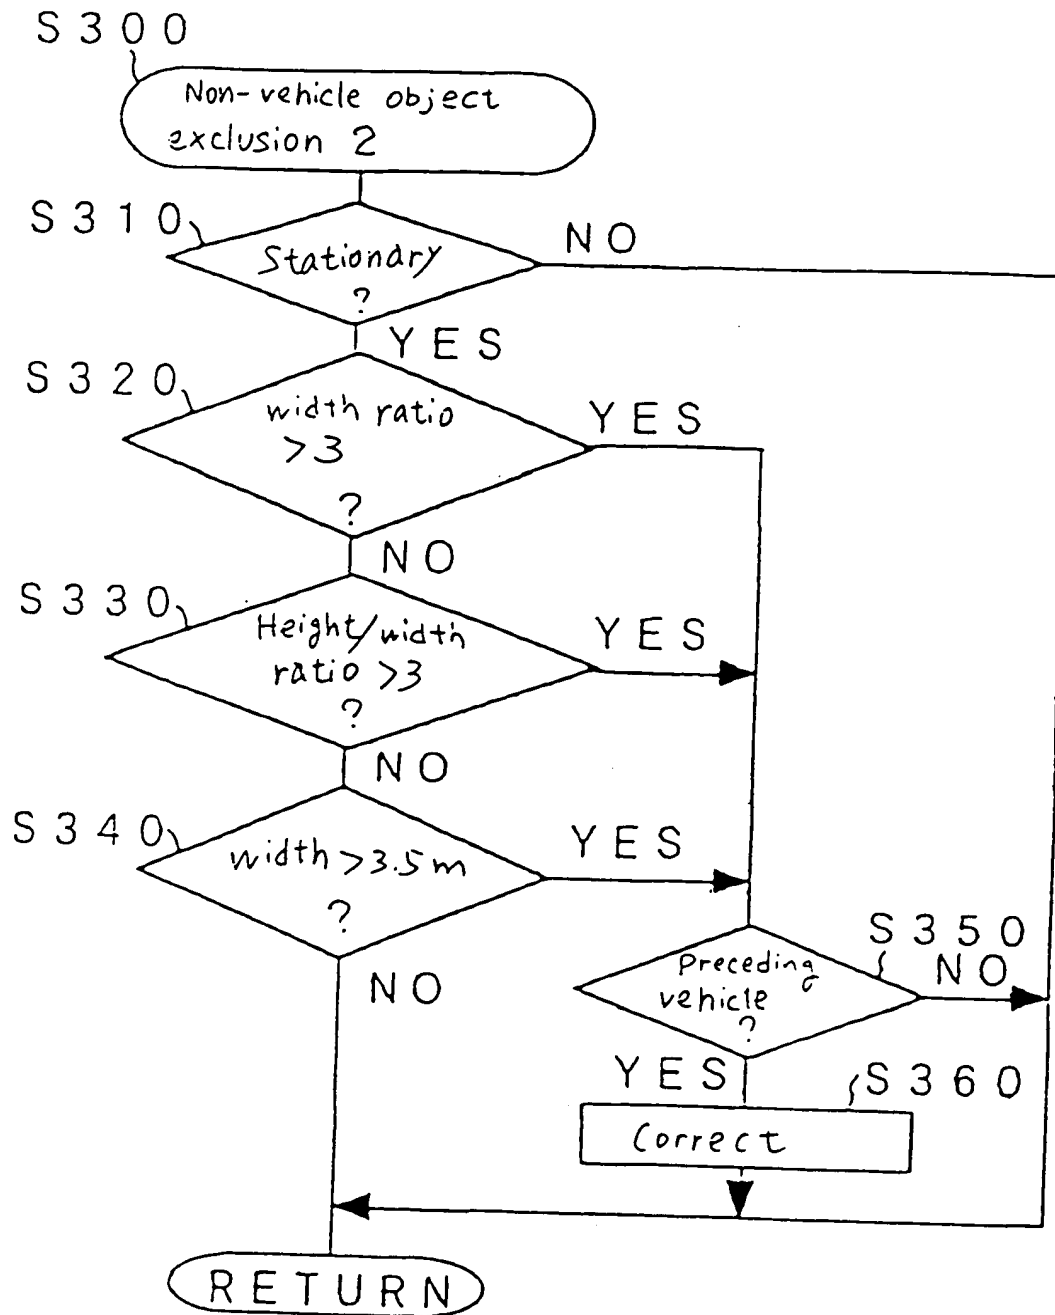 S300
Non-vehicle object
exclusion 2
S310
Stationary
?
NO
YES
S320
width ratio
>3
?
YES
NO
S330
Height/width
ratio >3
?
YES
NO
S340
width >3.5m
?
YES
NO
S350
Preceding
vehicle
?
NO
YES
S360
Correct
RETURN